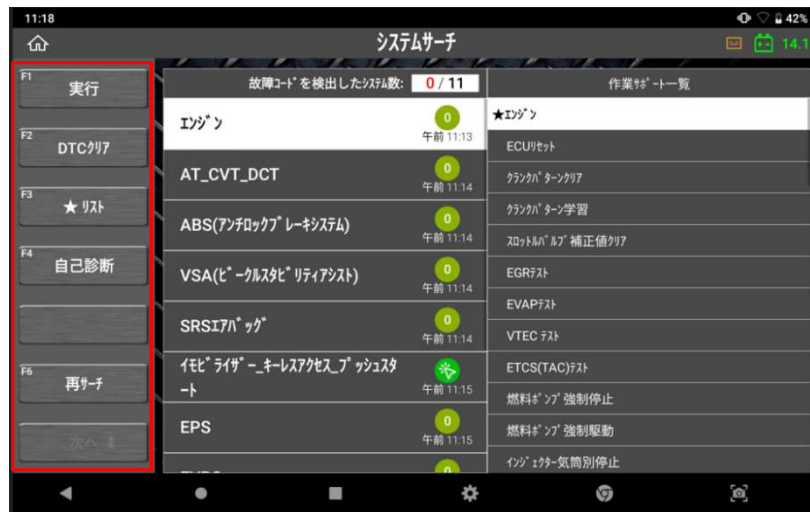 11:18
42%
システムサーチ
14.1
F1
実行
F2
DTCｸﾘｱ
F3
★ ﾘｽﾄ
F4
自己診断
F6
再ｻｰﾁ
次へ ⬇
故障ｺｰﾄﾞを検出したｼｽﾃﾑ数: 0 / 11
ｴﾝｼﾞﾝ
0
午前 11:13
AT_CVT_DCT
0
午前 11:14
ABS(ｱﾝﾁﾛｯｸﾌﾞﾚｰｷｼｽﾃﾑ)
0
午前 11:14
VSA(ﾋﾞｰｸﾙｽﾀﾋﾞﾘﾃｨｱｼｽﾄ)
0
午前 11:14
SRSｴｱﾊﾞｯｸﾞ
0
午前 11:14
ｲﾓﾋﾞﾗｲｻﾞｰ_ｷｰﾚｽｱｸｾｽ_ﾌﾟｯｼｭｽﾀ
ｰﾄ
午前 11:15
EPS
0
午前 11:15
0
作業ｻﾎﾟｰﾄ一覧
★ｴﾝｼﾞﾝ
ECUﾘｾｯﾄ
ｸﾗﾝｸﾊﾟﾀｰﾝｸﾘｱ
ｸﾗﾝｸﾊﾟﾀｰﾝ学習
ｽﾛｯﾄﾙﾊﾞﾙﾌﾞ補正値ｸﾘｱ
EGRﾃｽﾄ
EVAPﾃｽﾄ
VTEC ﾃｽﾄ
ETCS(TAC)ﾃｽﾄ
燃料ﾎﾟﾝﾌﾟ強制停止
燃料ﾎﾟﾝﾌﾟ強制駆動
ｲﾝｼﾞｪｸﾀｰ気筒別停止